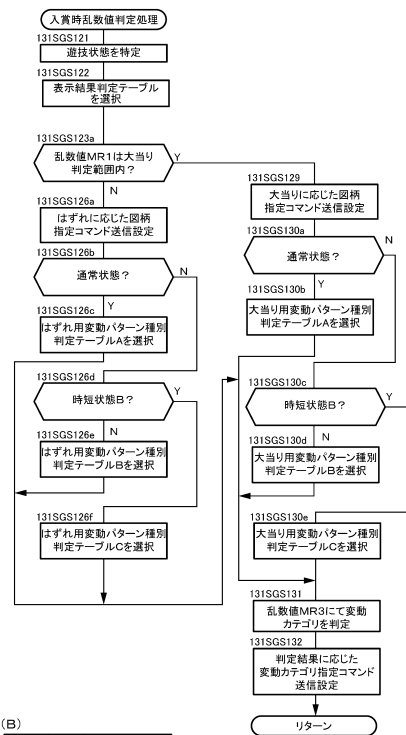 入賞時乱数値判定処理
131SGS121
遊技状態を特定
131SGS122
表示結果判定テーブル
を選択
131SGS123a
乱数値MR1は大当り
判定範囲内？
Y
N
131SGS126a
はずれに応じた図柄
指定コマンド送信設定
131SGS126b
通常状態？
N
Y
131SGS126c
はずれ用変動パターン種別
判定テーブルAを選択
131SGS126d
時短状態B？
Y
N
131SGS126e
はずれ用変動パターン種別
判定テーブルBを選択
131SGS126f
はずれ用変動パターン種別
判定テーブルCを選択
131SGS129
大当りに応じた図柄
指定コマンド送信設定
131SGS130a
通常状態？
N
Y
131SGS130b
大当り用変動パターン種別
判定テーブルAを選択
131SGS130c
時短状態B？
Y
N
131SGS130d
大当り用変動パターン種別
判定テーブルBを選択
131SGS130e
大当り用変動パターン種別
判定テーブルCを選択
131SGS131
乱数値MR3にて変動
カテゴリを判定
131SGS132
判定結果に応じた
変動カテゴリ指定コマンド
送信設定
リターン
(B)